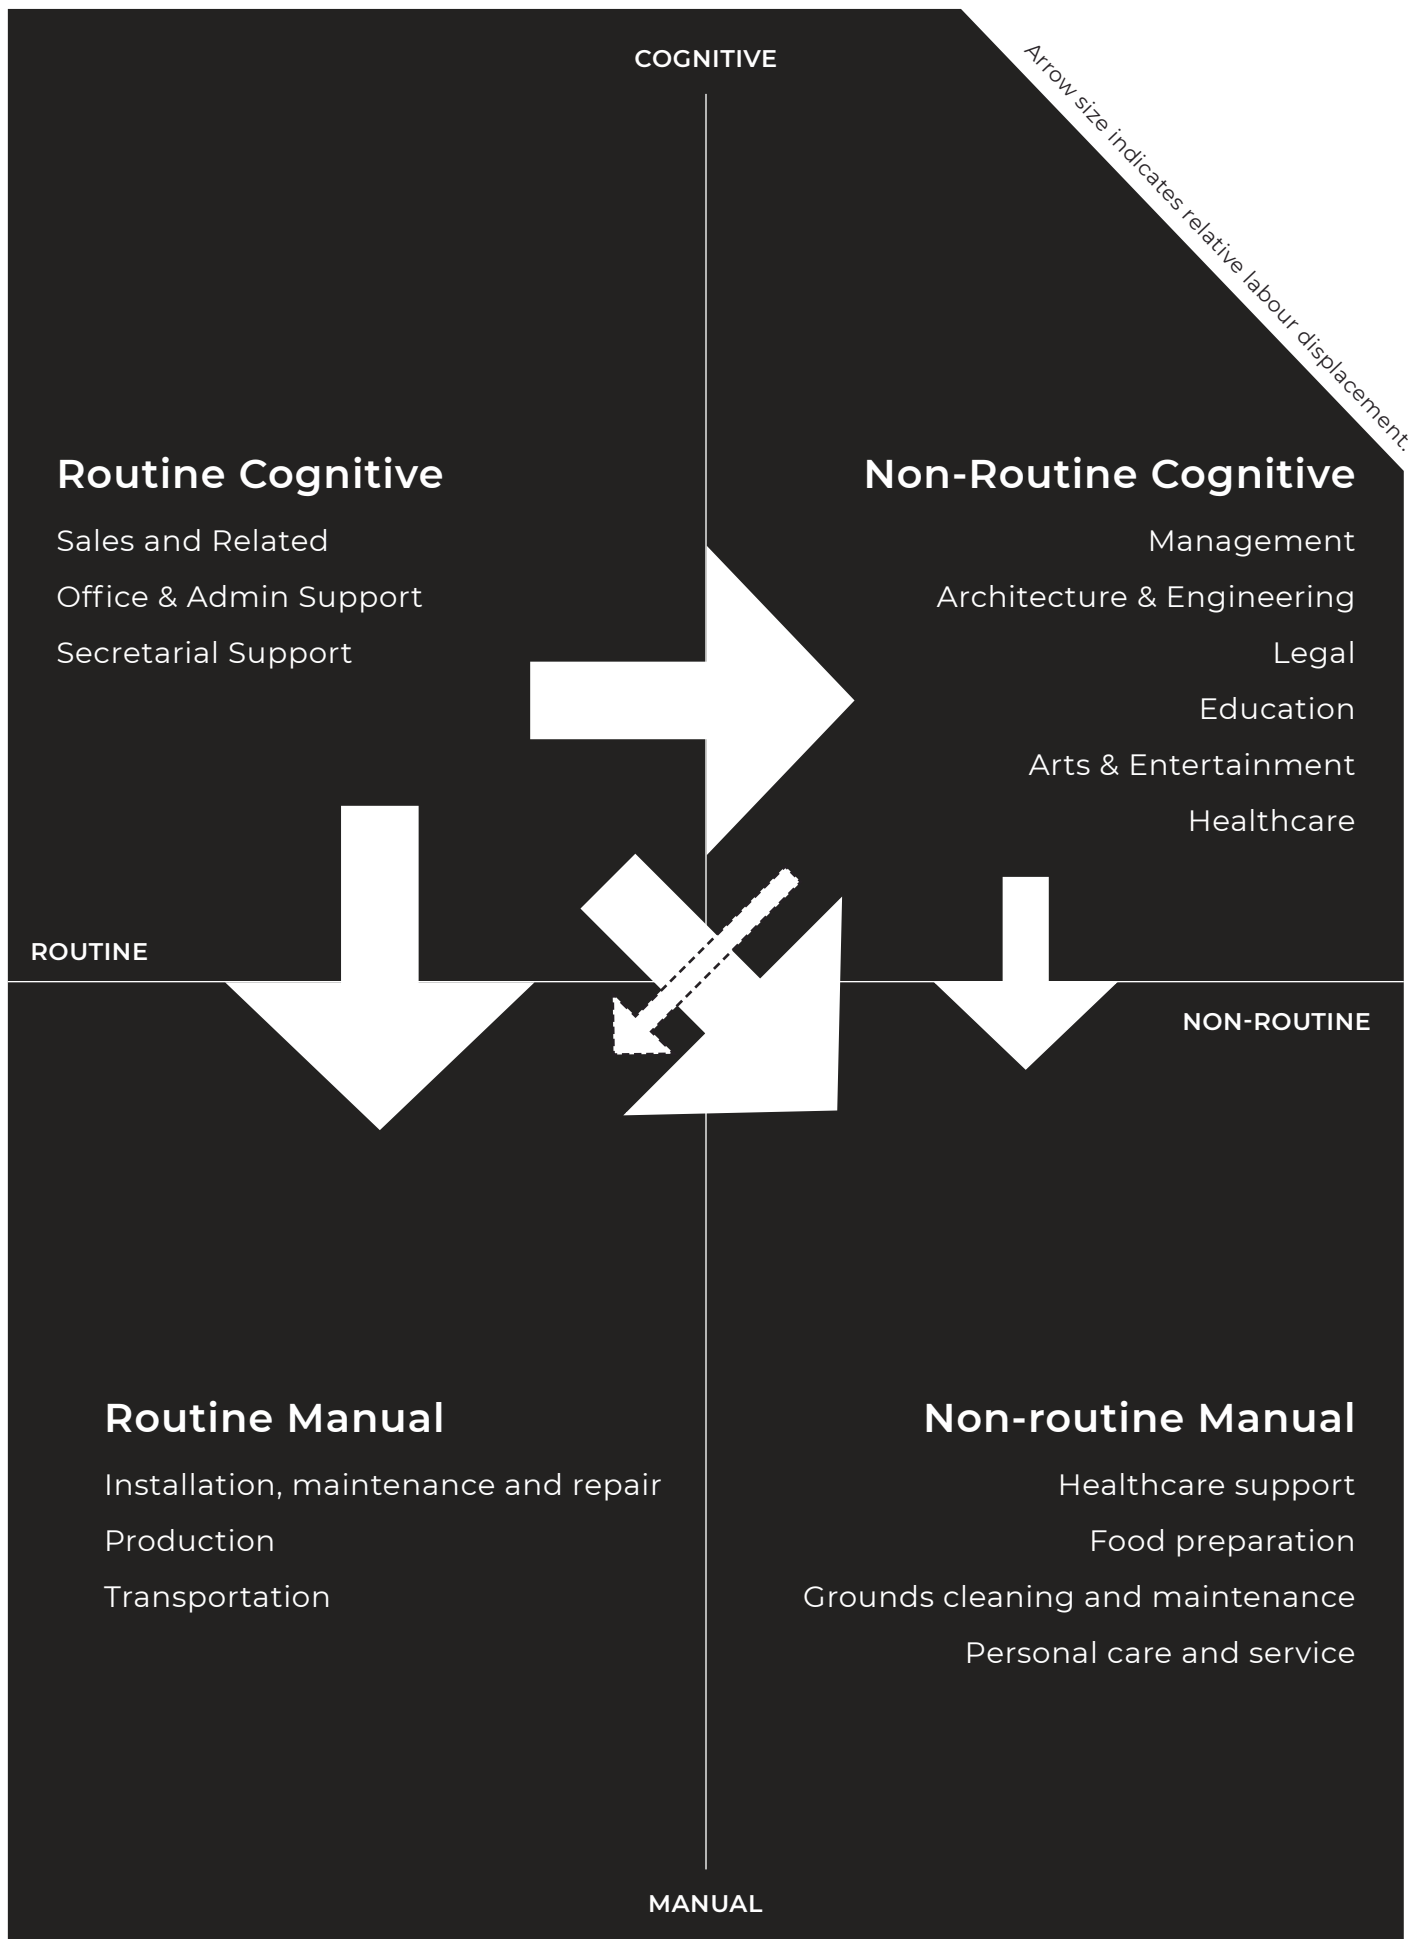 COGNITIVE
Arrow size indicates relative labour displacement.
Routine Cognitive
Sales and Related
Office & Admin Support
Secretarial Support
Non-Routine Cognitive
Management
Architecture & Engineering
Legal
Education
Arts & Entertainment
Healthcare
ROUTINE
NON-ROUTINE
Routine Manual
Installation, maintenance and repair
Production
Transportation
Non-routine Manual
Healthcare support
Food preparation
Grounds cleaning and maintenance
Personal care and service
MANUAL